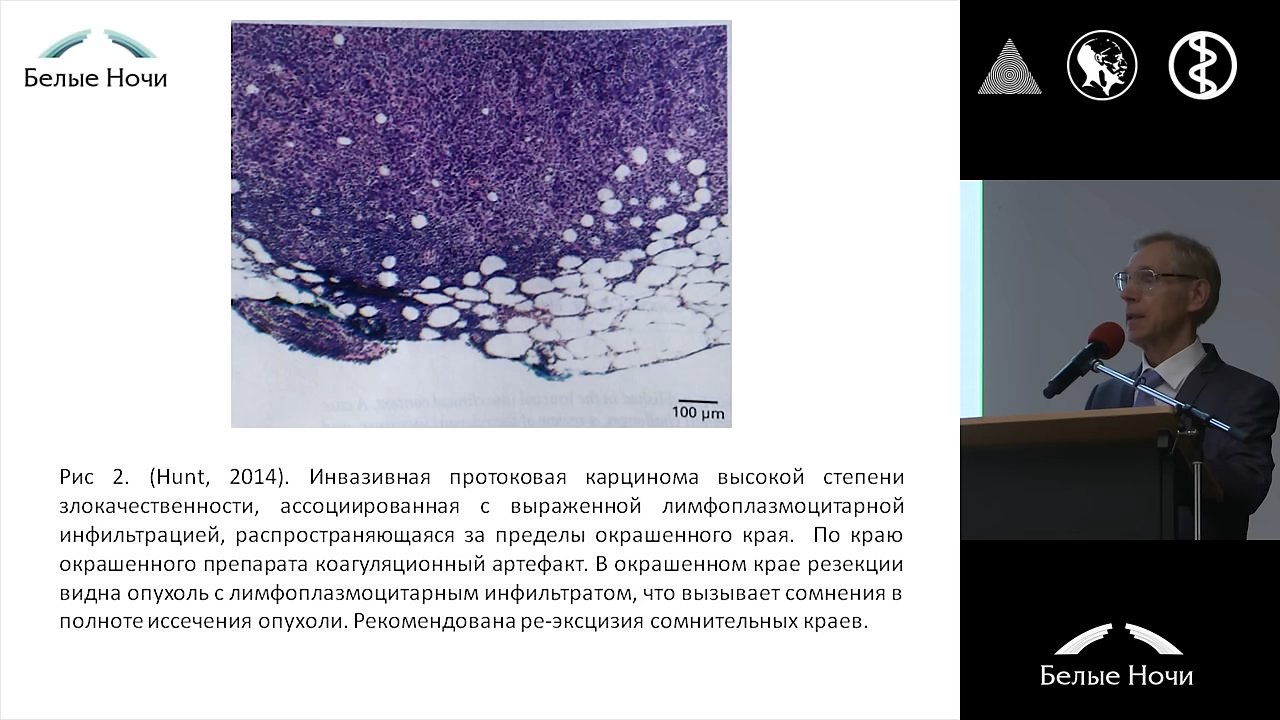 Белые Ночи
100 µm
Рис 2. (Hunt, 2014). Инвазивная протоковая карцинома высокой степени
злокачественности, ассоциированная с выраженной лимфоплазмоцитарной
инфильтрацией, распространяющаяся за пределы окрашенного края. По краю
окрашенного препарата коагуляционный артефакт. В окрашенном крае резекции
видна опухоль с лимфоплазмоцитарным инфильтратом, что вызывает сомнения в
полноте иссечения опухоли. Рекомендована ре-эксцизия сомнительных краев.
Белые Ночи